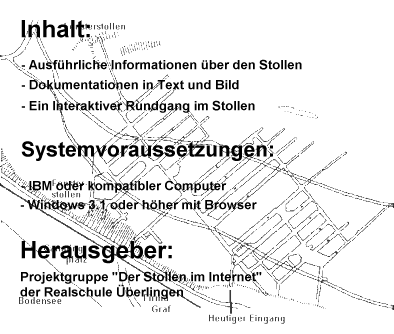 Inhalt:
- Ausführliche Informationen über den Stollen
- Dokumentationen in Text und Bild
- Ein Interaktiver Rundgang im Stollen
Systemvoraussetzungen:
- IBM oder kompatibler Computer
stollen
- Windows 3.1 oder höher mit Browser
Herausgeber:
platz
Projektgruppe "Der Stollen im Internet"
der Realschule Überlingen
Bodensee
Graf
Heutiger Eingang